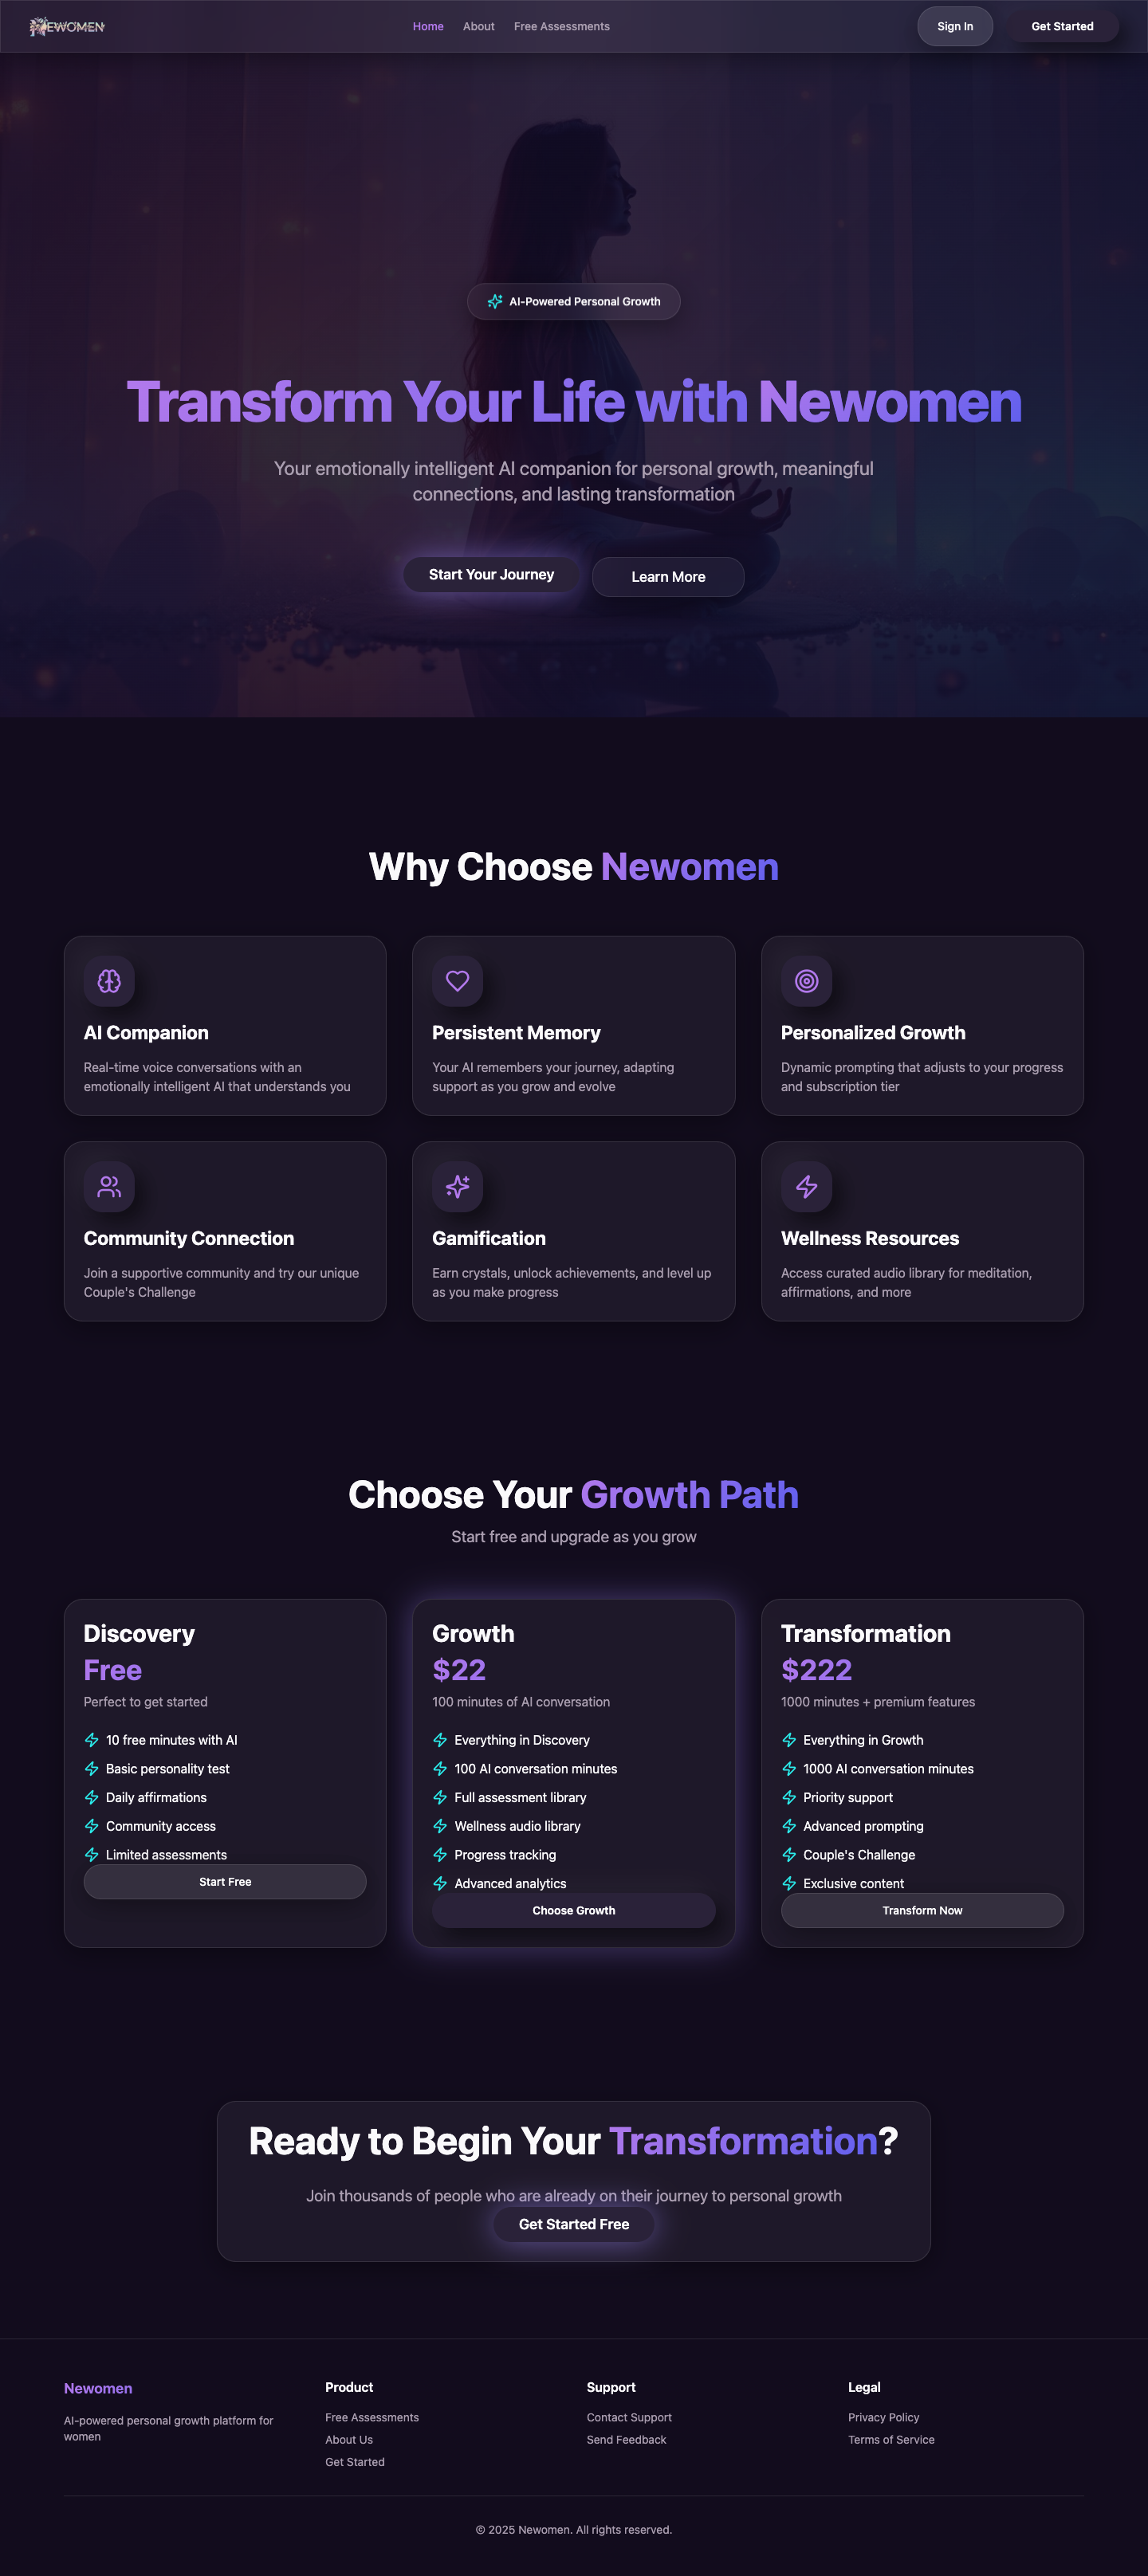 NEWOMEN
Home
About
Free Assessments
Sign In
Get Started
AI-Powered Personal Growth
Transform Your Life with Newomen
Your emotionally intelligent AI companion for personal growth, meaningful
connections, and lasting transformation
Start Your Journey
Learn More
Why Choose Newomen
AI Companion
Real-time voice conversations with an
emotionally intelligent AI that understands you
Persistent Memory
Your AI remembers your journey, adapting
support as you grow and evolve
Personalized Growth
Dynamic prompting that adjusts to your progress
and subscription tier
Community Connection
Join a supportive community and try our unique
Couple's Challenge
Gamification
Earn crystals, unlock achievements, and level up
as you make progress
Wellness Resources
Access curated audio library for meditation,
affirmations, and more
Choose Your Growth Path
Start free and upgrade as you grow
Discovery
Free
Perfect to get started
10 free minutes with AI
Basic personality test
Daily affirmations
Community access
Limited assessments
Start Free
Growth
$22
100 minutes of AI conversation
Everything in Discovery
100 AI conversation minutes
Full assessment library
Wellness audio library
Progress tracking
Advanced analytics
Choose Growth
Transformation
$222
1000 minutes + premium features
Everything in Growth
1000 AI conversation minutes
Priority support
Advanced prompting
Couple's Challenge
Exclusive content
Transform Now
Ready to Begin Your Transformation?
Join thousands of people who are already on their journey to personal growth
Get Started Free
Newomen
AI-powered personal growth platform for
women
Product
Free Assessments
About Us
Get Started
Support
Contact Support
Send Feedback
Legal
Privacy Policy
Terms of Service
© 2025 Newomen. All rights reserved.